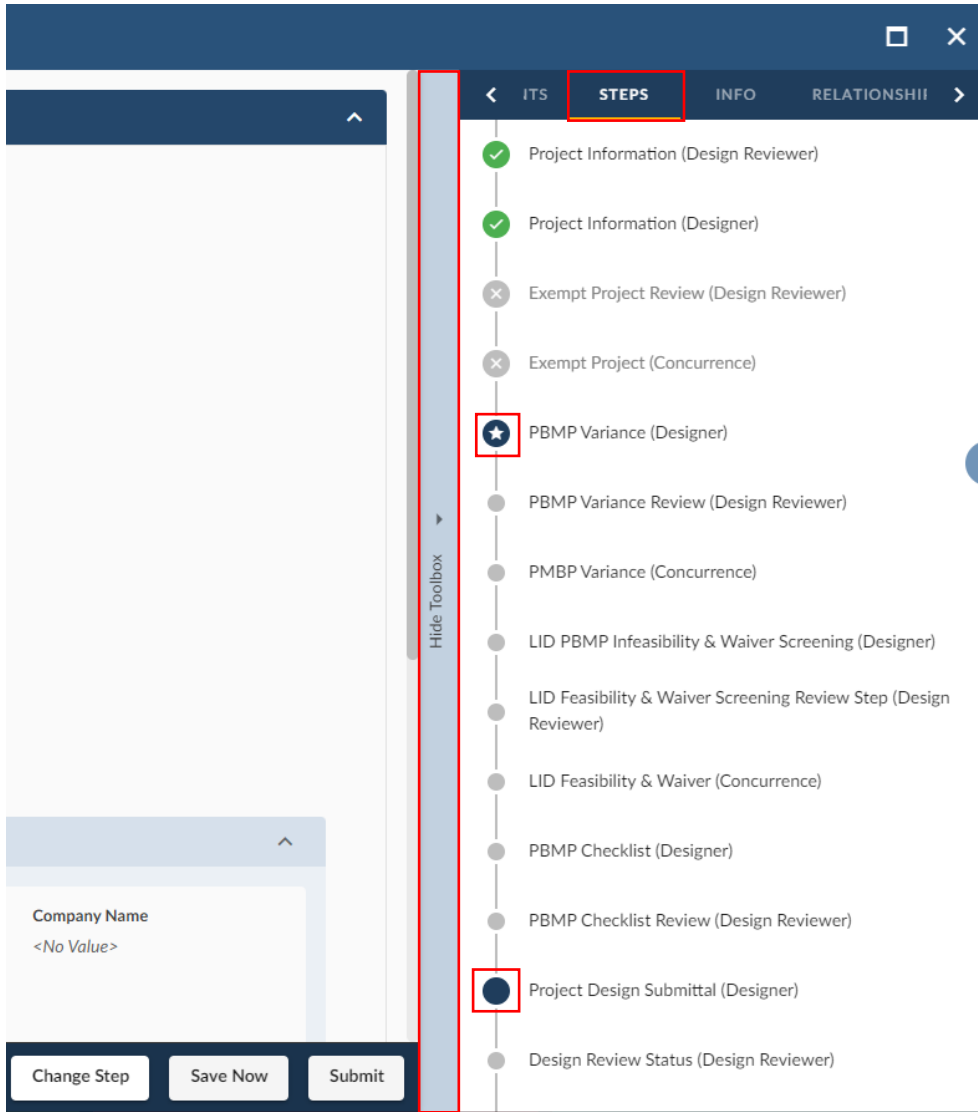 ITS
STEPS
INFO
RELATIONSHII
Project Information (Design Reviewer)
Project Information (Designer)
Exempt Project Review (Design Reviewer)
Exempt Project (Concurrence)
PBMP Variance (Designer)
PBMP Variance Review (Design Reviewer)
PMBP Variance (Concurrence)
LID PBMP Infeasibility & Waiver Screening (Designer)
LID Feasibility & Waiver Screening Review Step (Design
Reviewer)
LID Feasibility & Waiver (Concurrence)
PBMP Checklist (Designer)
PBMP Checklist Review (Design Reviewer)
Project Design Submittal (Designer)
Design Review Status (Design Reviewer)
Hide Toolbox
Company Name
<No Value>
Change Step
Save Now
Submit